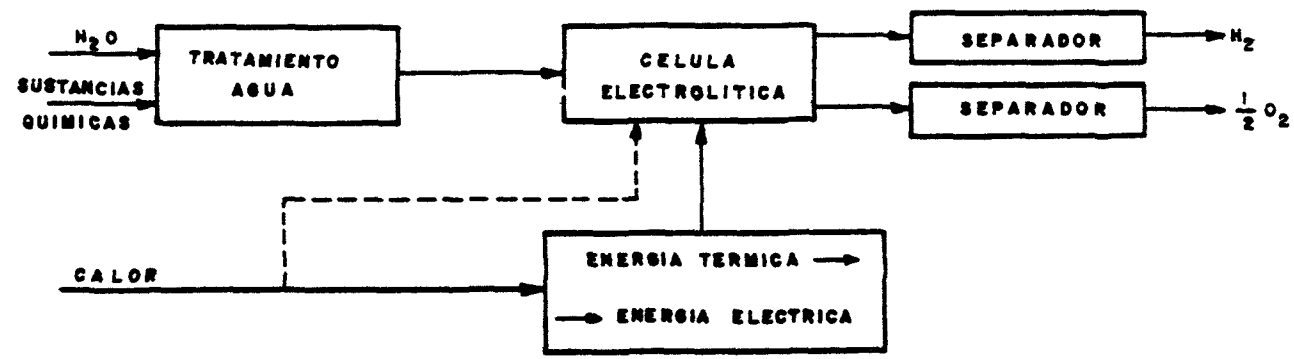 H₂O
SUSTANCIAS
QUIMICAS
TRATAMIENTO
AGUA
CELULA
ELECTROLITICA
SEPARADOR
H₂
SEPARADOR
½ O₂
CALOR
ENERGIA TERMICA →
→ ENERGIA ELECTRICA